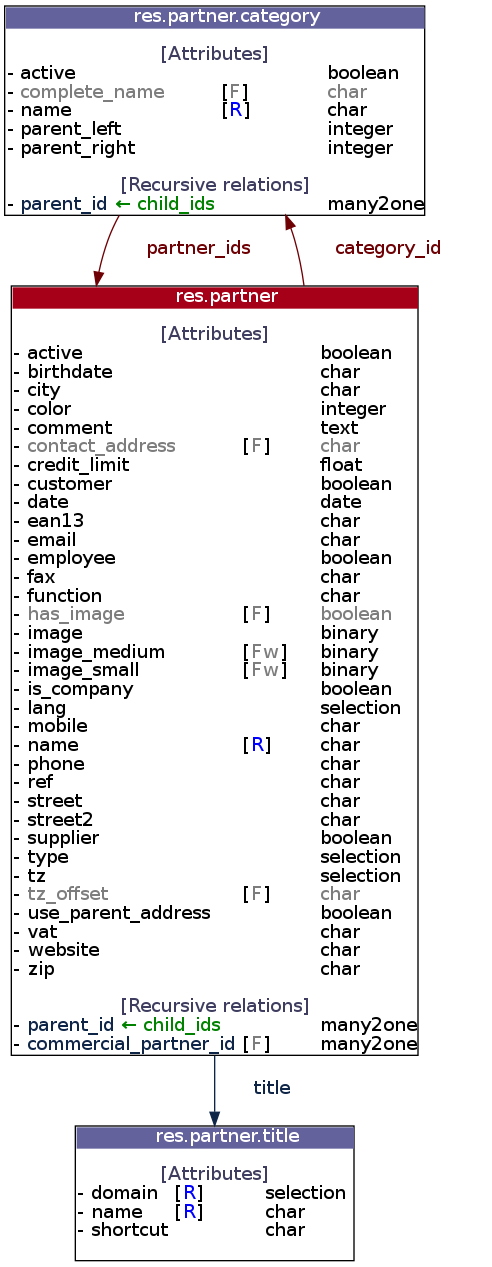 res.partner.category
[Attributes]
- active boolean
- complete_name [F] char
- name [R] char
- parent_left integer
- parent_right integer
[Recursive relations]
- parent_id ← child_ids many2one
partner_ids category_id
res.partner
[Attributes]
- active boolean
- birthdate char
- city char
- color integer
- comment text
- contact_address [F] char
- credit_limit float
- customer boolean
- date date
- ean13 char
- email char
- employee boolean
- fax char
- function char
- has_image [F] boolean
- image binary
- image_medium [Fw] binary
- image_small [Fw] binary
- is_company boolean
- lang selection
- mobile char
- name [R] char
- phone char
- ref char
- street char
- street2 char
- supplier boolean
- type selection
- tz selection
- tz_offset [F] char
- use_parent_address boolean
- vat char
- website char
- zip char
[Recursive relations]
- parent_id ← child_ids many2one
- commercial_partner_id [F] many2one
title
res.partner.title
[Attributes]
- domain [R] selection
- name [R] char
- shortcut char